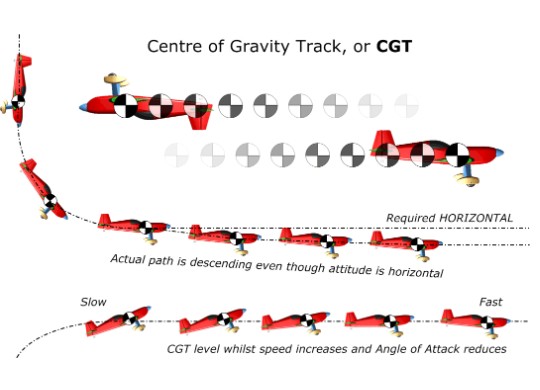 Centre of Gravity Track, or CGT
Required HORIZONTAL
Actual path is descending even though attitude is horizontal
Slow
Fast
CGT level whilst speed increases and Angle of Attack reduces